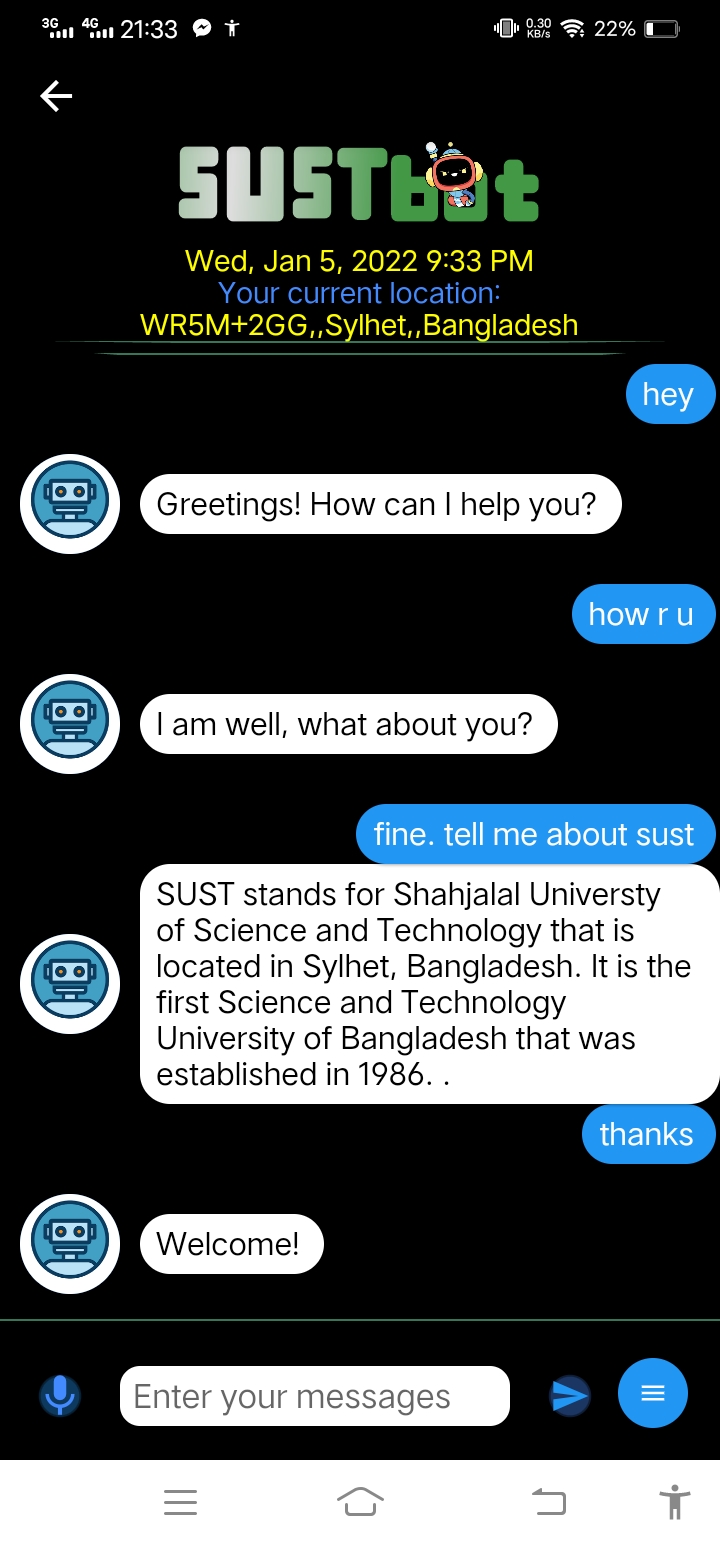 3G 4G 21:33 0.30 KB/s 22%
SUSTbot
Wed, Jan 5, 2022 9:33 PM
Your current location:
WR5M+2GG,,Sylhet,,Bangladesh
hey
Greetings! How can I help you?
how r u
I am well, what about you?
fine. tell me about sust
SUST stands for Shahjalal Universty
of Science and Technology that is
located in Sylhet, Bangladesh. It is the
first Science and Technology
University of Bangladesh that was
established in 1986. .
thanks
Welcome!
Enter your messages